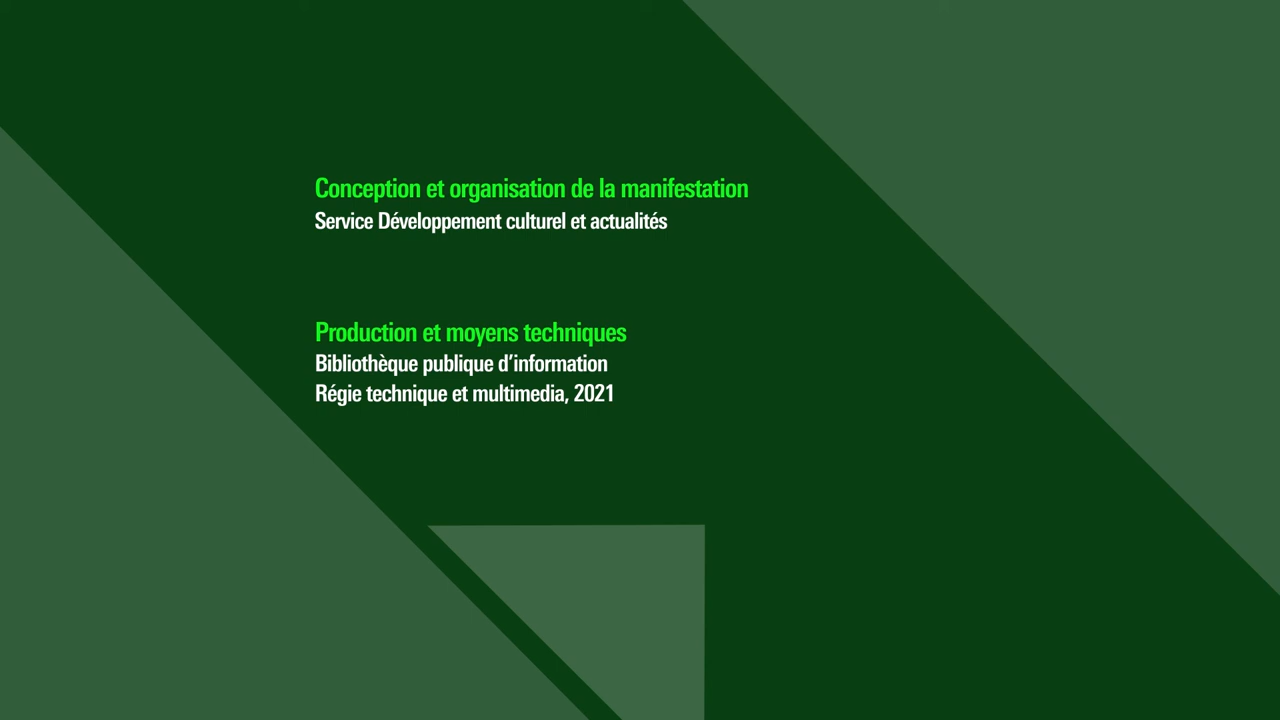 Conception et organisation de la manifestation
Service Développement culturel et actualités
Production et moyens techniques
Bibliothèque publique d’information
Régie technique et multimedia, 2021